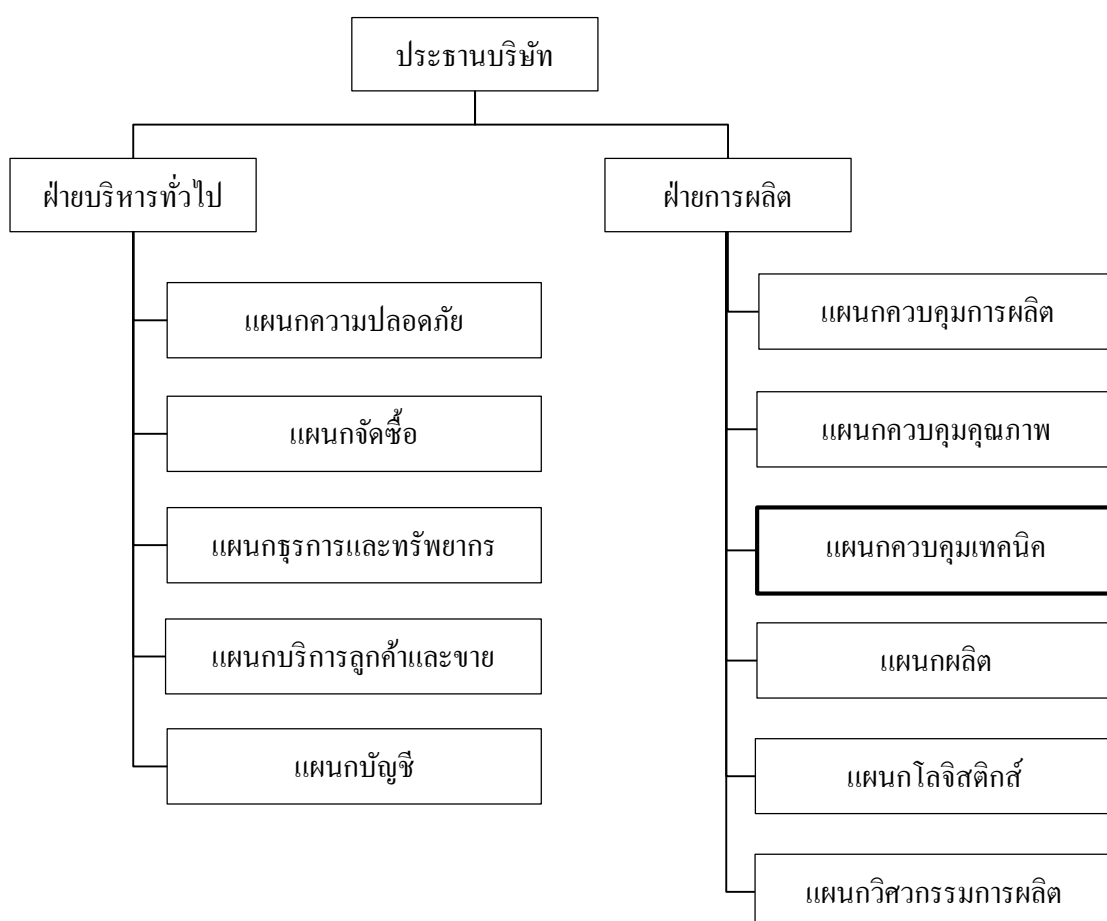 ประธานบริษัท
ฝ่ายบริหารทั่วไป
ฝ่ายการผลิต
แผนกความปลอดภัย
แผนกจัดซื้อ
แผนกธุรการและทรัพยากร
แผนกบริการลูกค้าและขาย
แผนกบัญชี
แผนกควบคุมการผลิต
แผนกควบคุมคุณภาพ
แผนกควบคุมเทคนิค
แผนกผลิต
แผนกโลจิสติกส์
แผนกวิศวกรรมการผลิต